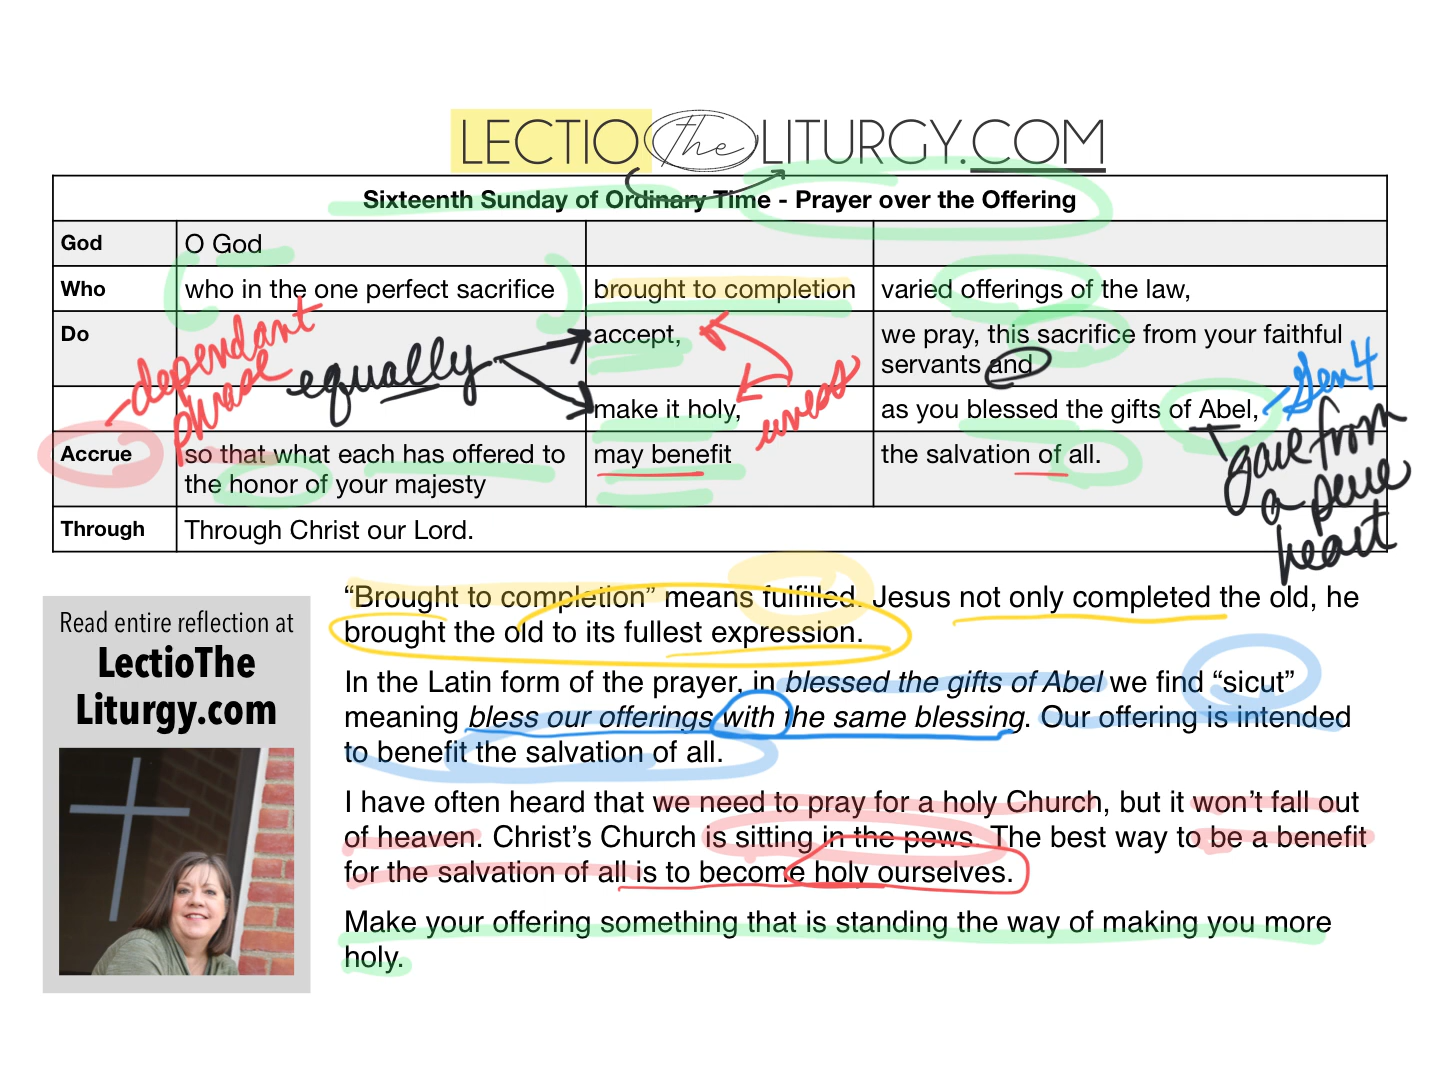 LECTIO the LITURGY.COM
Sixteenth Sunday of Ordinary Time - Prayer over the Offering
God O God
Who who in the one perfect sacrifice brought to completion varied offerings of the law,
Do accept, we pray, this sacrifice from your faithful
servants and
make it holy, as you blessed the gifts of Abel,
Accrue so that what each has offered to may benefit the salvation of all.
the honor of your majesty
Through Through Christ our Lord.
dependant
phrase
equally
Gen 4
gave from
a pure
heart
“Brought to completion” means fulfilled. Jesus not only completed the old, he
brought the old to its fullest expression.
In the Latin form of the prayer, in blessed the gifts of Abel we find “sicut”
meaning bless our offerings with the same blessing. Our offering is intended
to benefit the salvation of all.
I have often heard that we need to pray for a holy Church, but it won’t fall out
of heaven. Christ’s Church is sitting in the pews. The best way to be a benefit
for the salvation of all is to become holy ourselves.
Make your offering something that is standing the way of making you more
holy.
Read entire reflection at
LectioThe
Liturgy.com